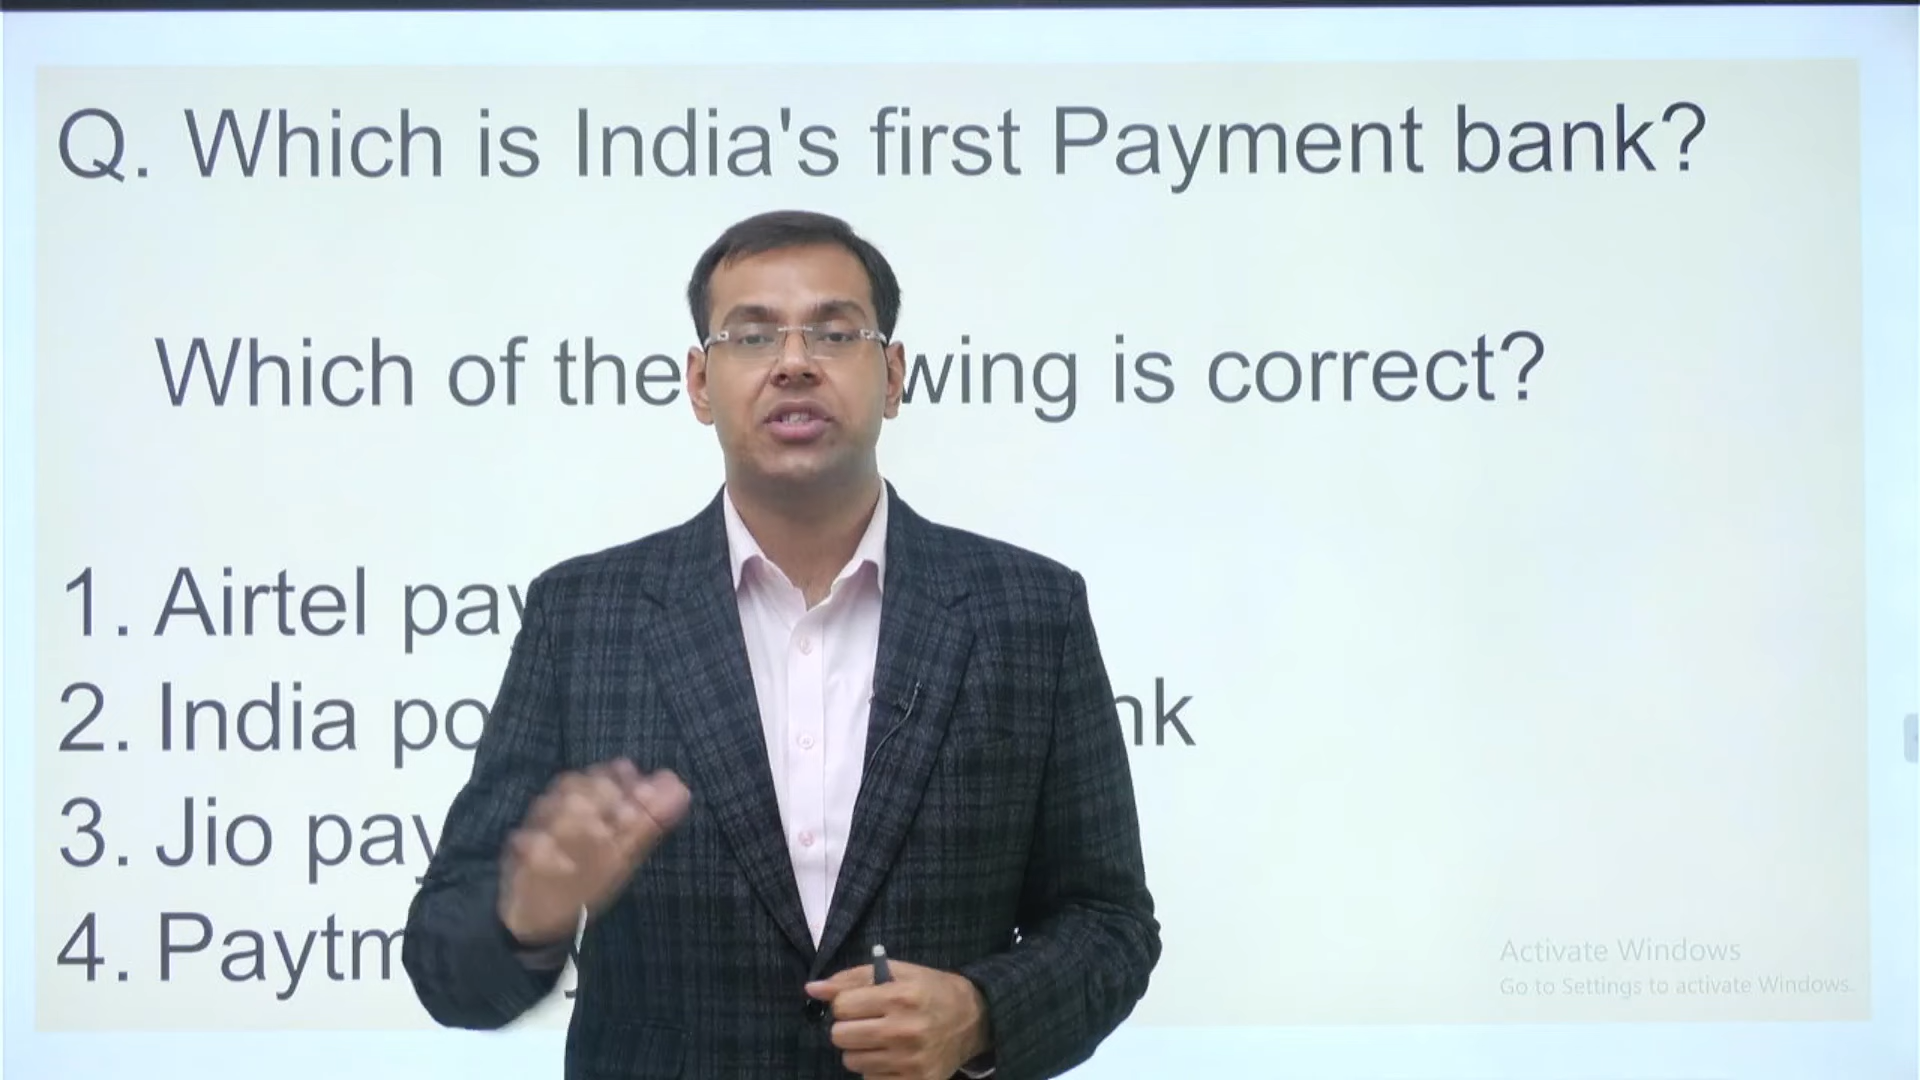 Q. Which is India's first Payment bank?
Which of the wing is correct?
1. Airtel pay
2. India po nk
3. Jio pay
4. Paytm
Activate Windows
Go to Settings to activate Windows.